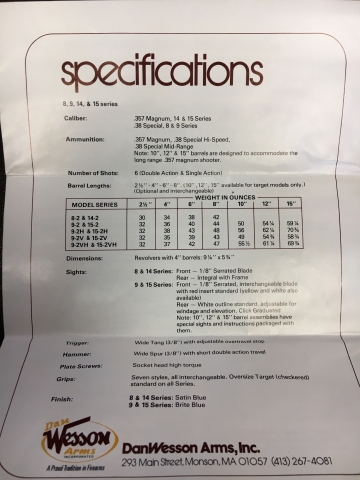 specifications
8, 9, 14, & 15 series
Caliber: .357 Magnum, 14 & 15 Series
.38 Special, 8 & 9 Series
Ammunition: .357 Magnum, .38 Special Hi-Speed,
.38 Special Mid-Range
Note: 10", 12" & 15" barrels are designed to accommodate the
long range .357 magnum shooter.
Number of Shots: 6 (Double Action & Single Action)
Barrel Lengths: 2½" - 4" - 6" - 8". (10", 12", 15" available for target models only.)
(Optional and interchangeable)
WEIGHT IN OUNCES
MODEL SERIES 2½" 4" 6" 8" 10" 12" 15"
8-2 & 14-2 30 34 38 42
9-2 & 15-2 32 36 40 44 50 54¼ 59¼
9-2H & 15-2H 32 38 43 48 56 62½ 70¾
9-2V & 15-2V 32 35 39 43 49 54¾ 58¾
9-2VH & 15-2VH 32 37 42 47 55½ 61¾ 69¾
Dimensions: Revolvers with 4" barrels: 9¼" x 5¾"
Sights: 8 & 14 Series: Front — 1/8" Serrated Blade
Rear — Integral with Frame
9 & 15 Series: Front — 1/8" Serrated, interchangeable blade
with red insert standard (yellow and white also
available)
Rear — White outline standard, adjustable for
windage and elevation. Click Graduated
Note: 10", 12" & 15" barrel assemblies have
special sights and instructions packaged with
them.
Trigger: Wide Tang (3/8") with adjustable overtravel stop
Hammer: Wide Spur (3/8") with short double action travel
Plate Screws: Socket head high torque
Grips: Seven styles, all interchangeable. Oversize Target (checkered)
standard on all Series.
Finish: 8 & 14 Series: Satin Blue
9 & 15 Series: Brite Blue
Dan
Wesson
Arms
INCORPORATED
A Proud Tradition in Firearms
DanWesson Arms, Inc.
293 Main Street, Monson, MA 01057 (413) 267-4081